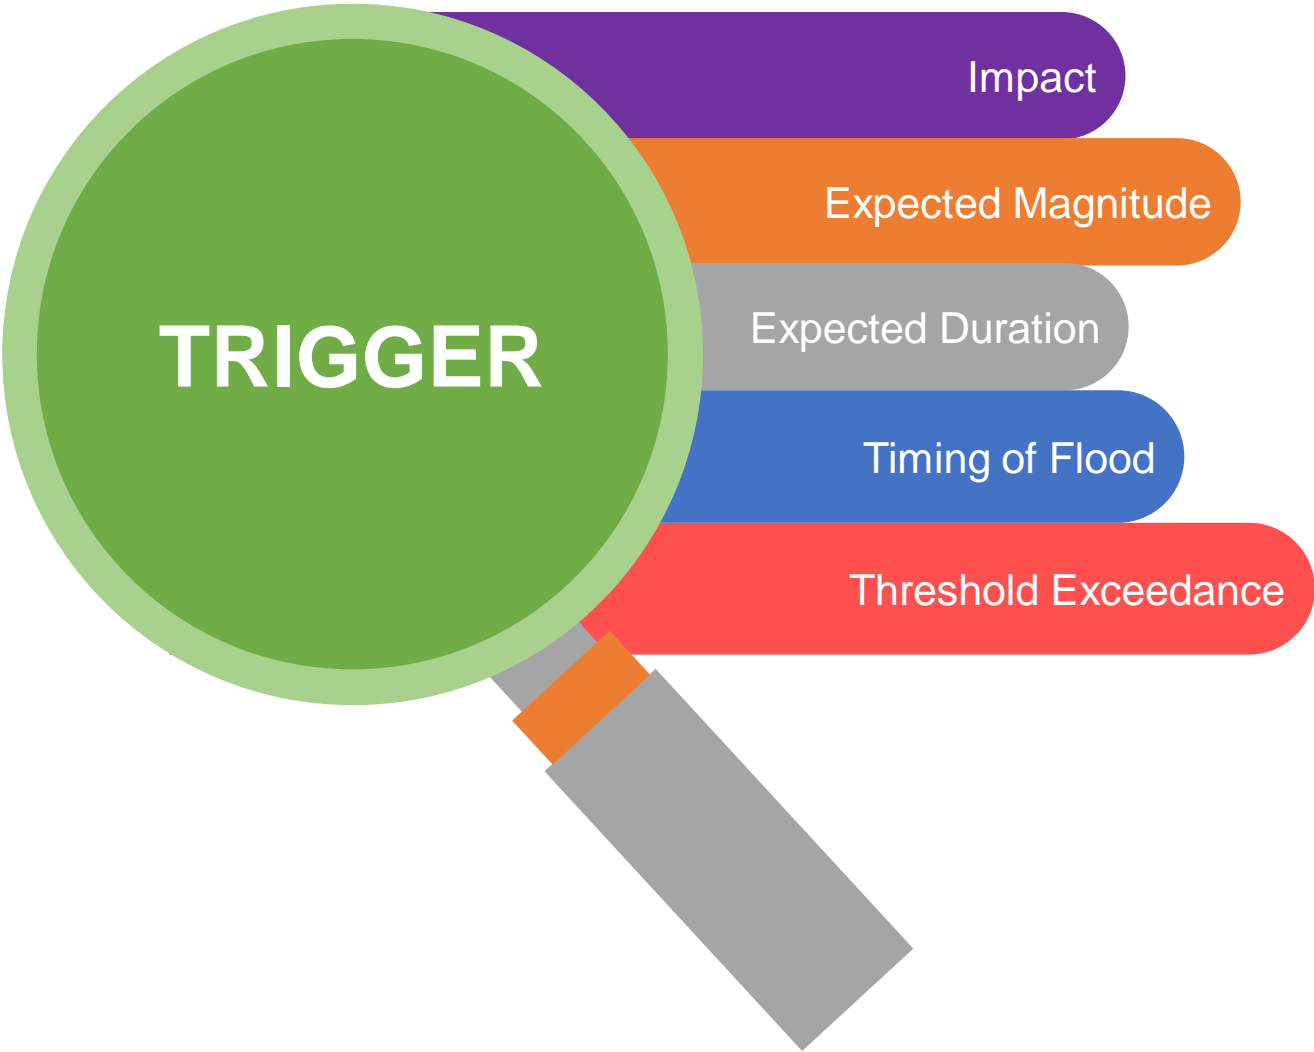 Impact
Expected Magnitude
Expected Duration
TRIGGER
Timing of Flood
Threshold Exceedance